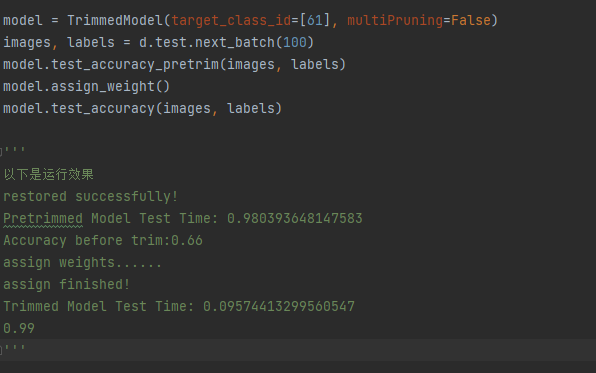 model = TrimmedModel(target_class_id=[61], multiPruning=False)
images, labels = d.test.next_batch(100)
model.test_accuracy_pretrim(images, labels)
model.assign_weight()
model.test_accuracy(images, labels)
'''
以下是运行效果
restored successfully!
Pretrimmed Model Test Time: 0.980393648147583
Accuracy before trim:0.66
assign weights......
assign finished!
Trimmed Model Test Time: 0.09574413299560547
0.99
'''